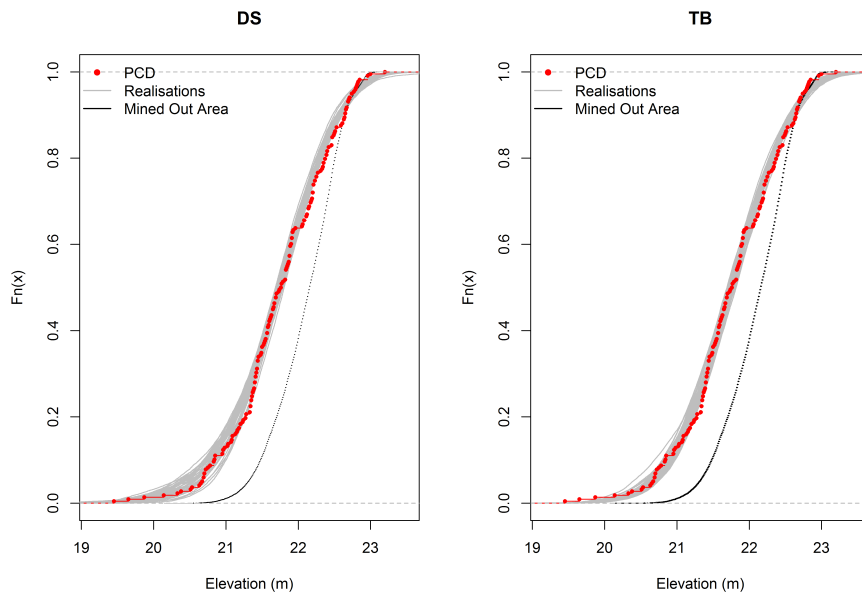 DS
PCD
Realisations
Mined Out Area
Fn(x)
0.0
0.2
0.4
0.6
0.8
1.0
19
20
21
22
23
Elevation (m)
TB
PCD
Realisations
Mined Out Area
Fn(x)
0.0
0.2
0.4
0.6
0.8
1.0
19
20
21
22
23
Elevation (m)